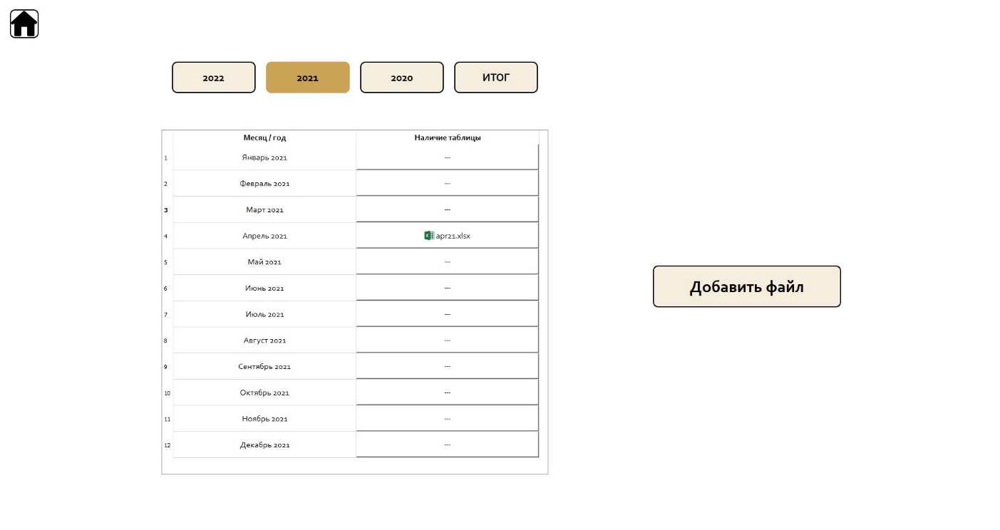 2022 2021 2020 ИТОГ
Месяц / год Наличие таблицы
1 Январь 2021 ---
2 Февраль 2021 ---
3 Март 2021 ---
4 Апрель 2021 apr21.xlsx
5 Май 2021 ---
6 Июнь 2021 ---
7 Июль 2021 ---
8 Август 2021 ---
9 Сентябрь 2021 ---
10 Октябрь 2021 ---
11 Ноябрь 2021 ---
12 Декабрь 2021 ---
Добавить файл